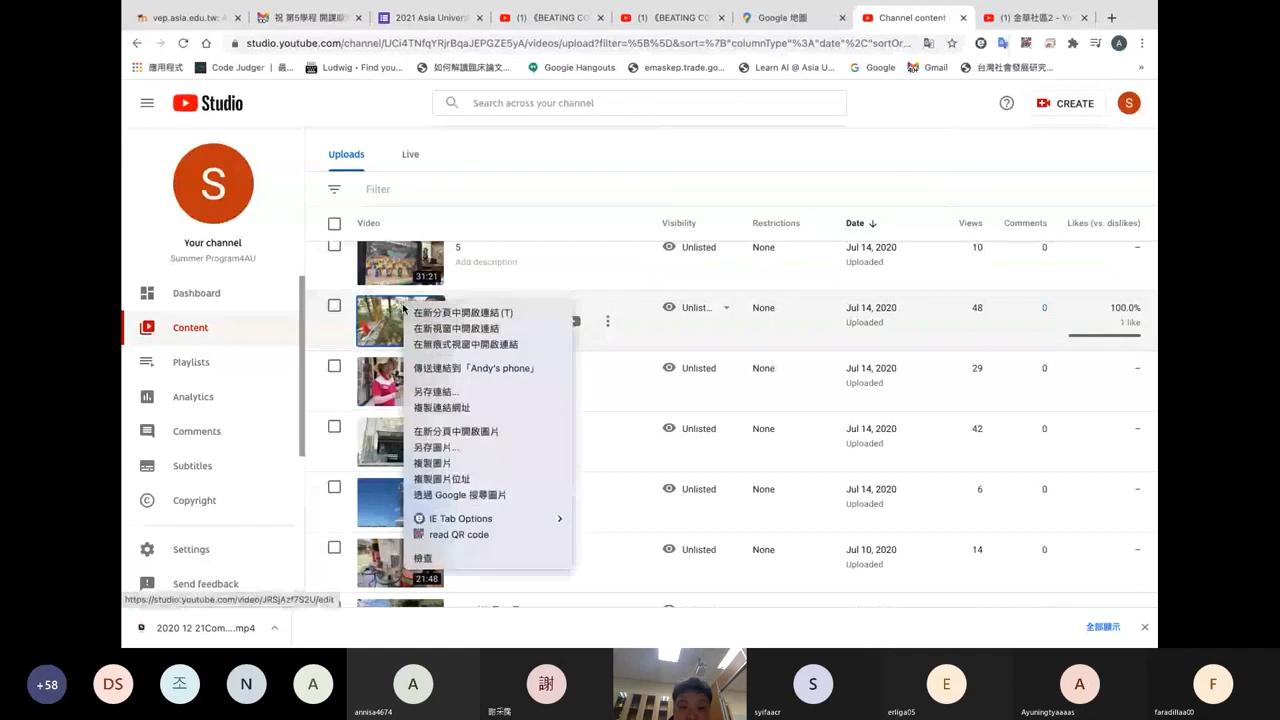 vep.asia.edu.tw:
2021 Asia Univers
(1) 《BEATING CO
(1) 《BEATING CC
Google 地圖
Channel content
(1) 金華社區2 - Yo
studio.youtube.com/channel/UCi4TNfqYRjrBqaJEPGZE5yA/videos/upload?filter=%5B%5D&sort=%7B"columnType"%3A"date"%2C"sortOr...
應用程式
Code Judger | 最...
Ludwig • Find you...
如何解讀臨床論文...
Google Hangouts
emaskep.trade.go...
Learn AI @ Asia U...
Google
Gmail
台灣社會發展研究...
»
Studio
Search across your channel
CREATE
S
S
Your channel
Summer Program4AU
Dashboard
Content
Playlists
Analytics
Comments
Subtitles
Copyright
Settings
Send feedback
Uploads
Live
Filter
Video
Visibility
Restrictions
Date
Views
Comments
Likes (vs. dislikes)
31:21
5
Add description
Unlisted
None
Jul 14, 2020
Uploaded
10
0
–
Unlist...
None
Jul 14, 2020
Uploaded
48
0
100.0%
1 like
Unlisted
None
Jul 14, 2020
Uploaded
29
0
–
Unlisted
None
Jul 14, 2020
Uploaded
42
0
–
Unlisted
None
Jul 14, 2020
Uploaded
6
0
–
21:48
Unlisted
None
Jul 10, 2020
Uploaded
14
0
–
在新分頁中開啟連結(T)
在新視窗中開啟連結
在無痕式視窗中開啟連結
傳送連結到「Andy's phone」
另存連結...
複製連結網址
在新分頁中開啟圖片
另存圖片...
複製圖片
複製圖片位址
透過 Google 搜尋圖片
IE Tab Options
read QR code
檢查
https://studio.youtube.com/video/JRSjAzf7S2U/edit
2020 12 21Com....mp4
全部顯示
+58
DS
조
N
A
A
annisa4674
謝
S
syifaacr
E
erliga05
A
Ayuningtyaaaas
F
faradillaa00